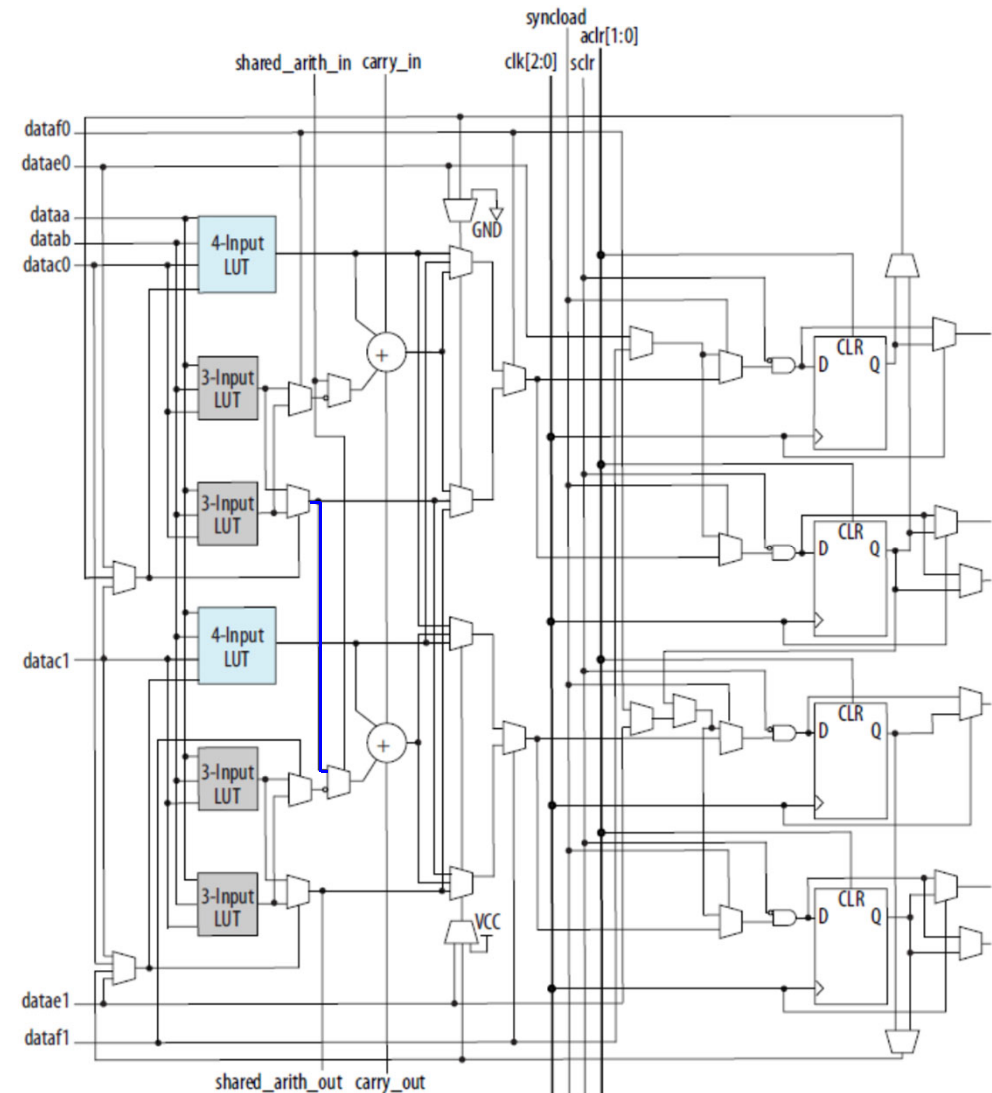 syncload
aclr[1:0]
shared_arith_in carry_in clk[2:0] sclr
dataf0
datae0
dataa
datab
datac0
GND
4-Input
LUT
+
CLR
D Q
3-Input
LUT
3-Input
LUT
CLR
D Q
4-Input
LUT
datac1
+
CLR
D Q
3-Input
LUT
3-Input
LUT
CLR
D Q
VCC
datae1
dataf1
shared_arith_out carry_out